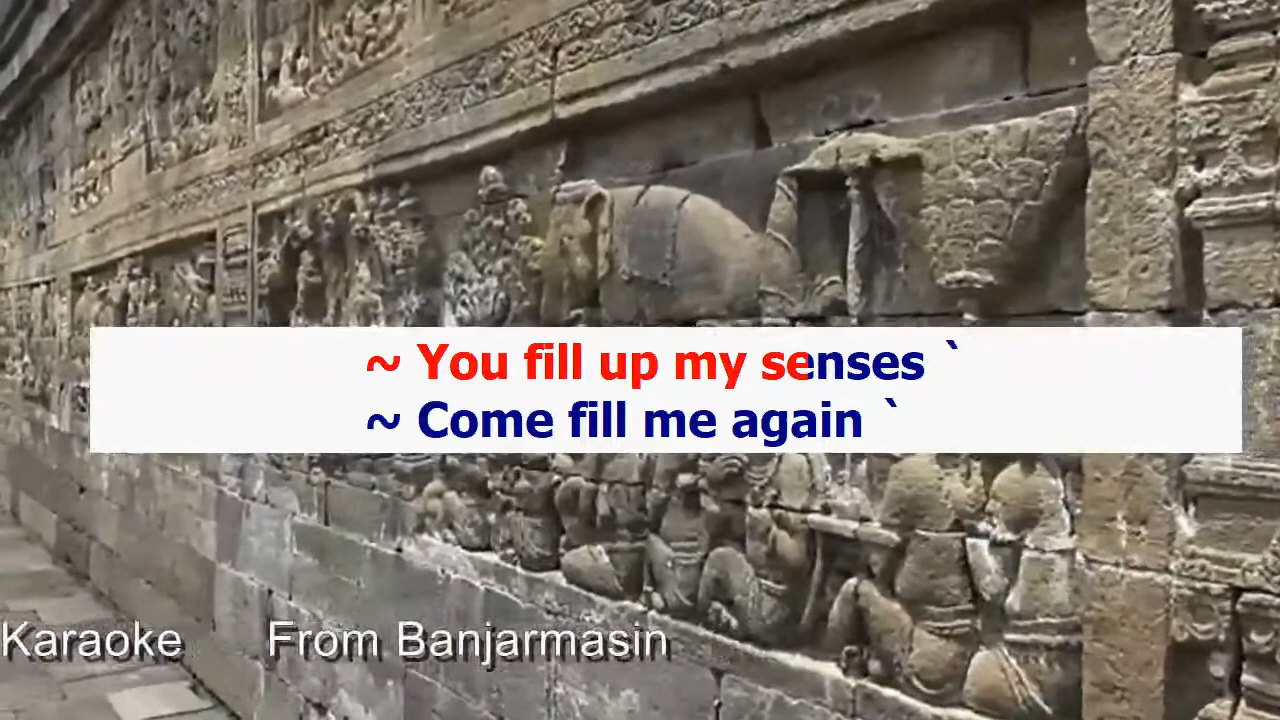 ~ You fill up my senses `
~ Come fill me again `
Karaoke From Banjarmasin